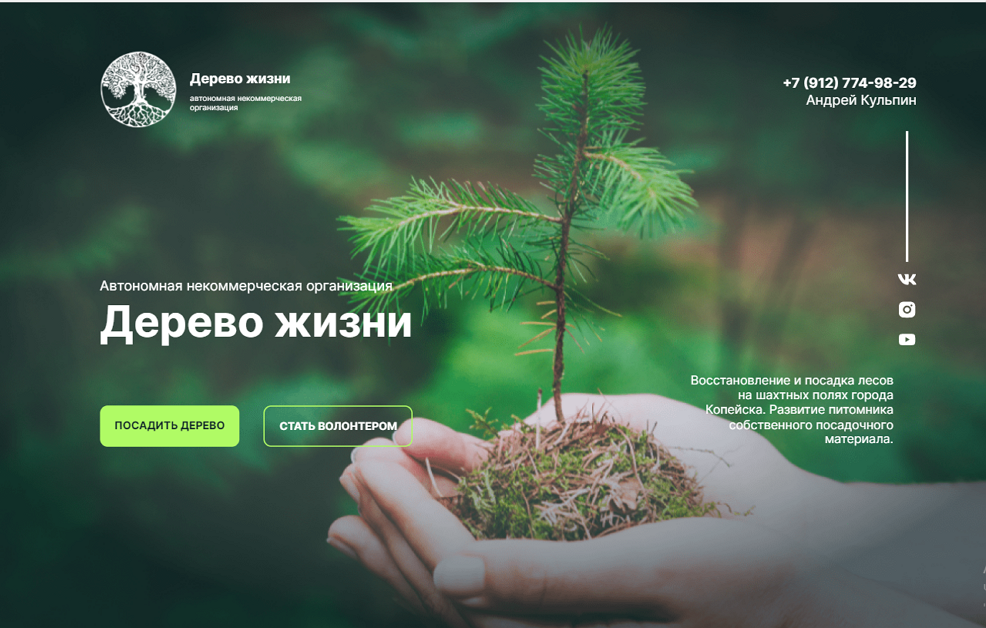 Дерево жизни
автономная некоммерческая
организация
+7 (912) 774-98-29
Андрей Кульпин
Автономная некоммерческая организация
Дерево жизни
ПОСАДИТЬ ДЕРЕВО
СТАТЬ ВОЛОНТЕРОМ
Восстановление и посадка лесов
на шахтных полях города
Копейска. Развитие питомника
собственного посадочного
материала.